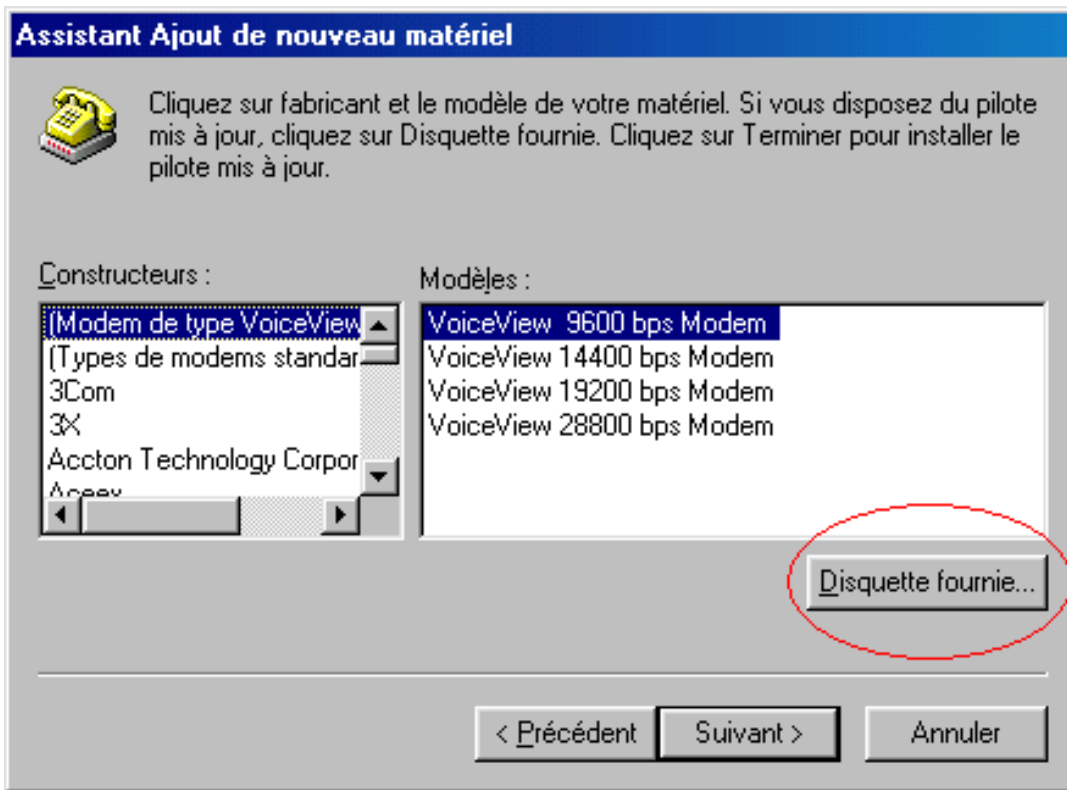 Assistant Ajout de nouveau matériel
Cliquez sur fabricant et le modèle de votre matériel. Si vous disposez du pilote
mis à jour, cliquez sur Disquette fournie. Cliquez sur Terminer pour installer le
pilote mis à jour.
Constructeurs :
Modèles :
(Modem de type VoiceView
(Types de modems standar
3Com
3X
Accton Technology Corpor
Aceex
VoiceView  9600 bps Modem
VoiceView 14400 bps Modem
VoiceView 19200 bps Modem
VoiceView 28800 bps Modem
Disquette fournie...
< Précédent
Suivant >
Annuler